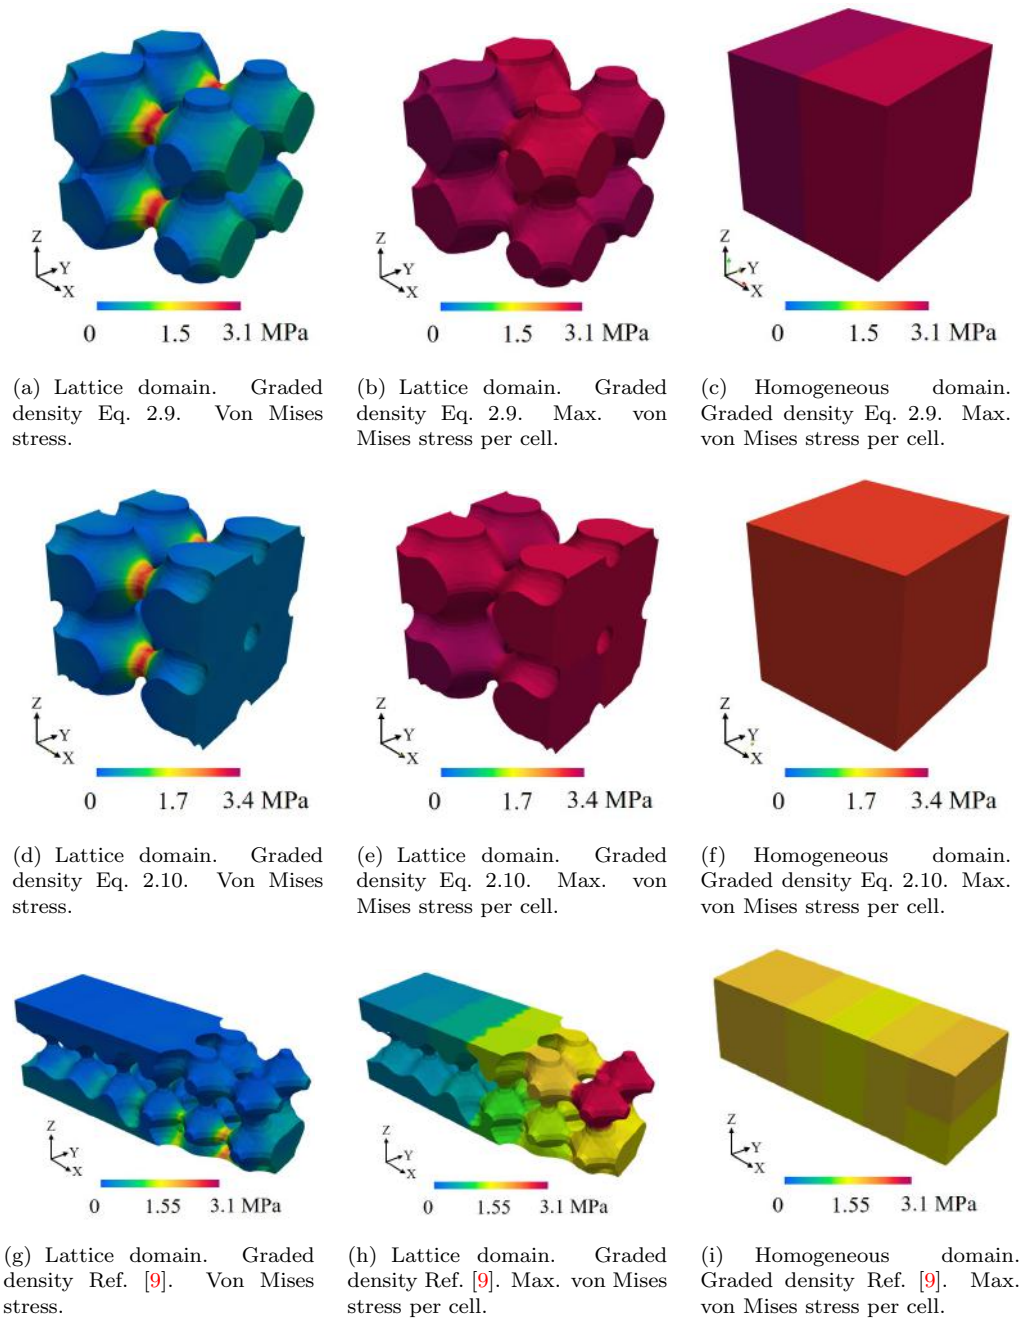 Z
Y
X
0 1.5 3.1 MPa
Z
Y
X
0 1.5 3.1 MPa
Z
Y
X
0 1.5 3.1 MPa
(a) Lattice domain. Graded
density Eq. 2.9. Von Mises
stress.
(b) Lattice domain. Graded
density Eq. 2.9. Max. von
Mises stress per cell.
(c) Homogeneous domain.
Graded density Eq. 2.9. Max.
von Mises stress per cell.
Z
Y
X
0 1.7 3.4 MPa
Z
Y
X
0 1.7 3.4 MPa
Z
Y
X
0 1.7 3.4 MPa
(d) Lattice domain. Graded
density Eq. 2.10. Von Mises
stress.
(e) Lattice domain. Graded
density Eq. 2.10. Max. von
Mises stress per cell.
(f) Homogeneous domain.
Graded density Eq. 2.10. Max.
von Mises stress per cell.
Z
Y
X
0 1.55 3.1 MPa
Z
Y
X
0 1.55 3.1 MPa
Z
Y
X
0 1.55 3.1 MPa
(g) Lattice domain. Graded
density Ref. [9]. Von Mises
stress.
(h) Lattice domain. Graded
density Ref. [9]. Max. von Mises
stress per cell.
(i) Homogeneous domain.
Graded density Ref. [9]. Max.
von Mises stress per cell.